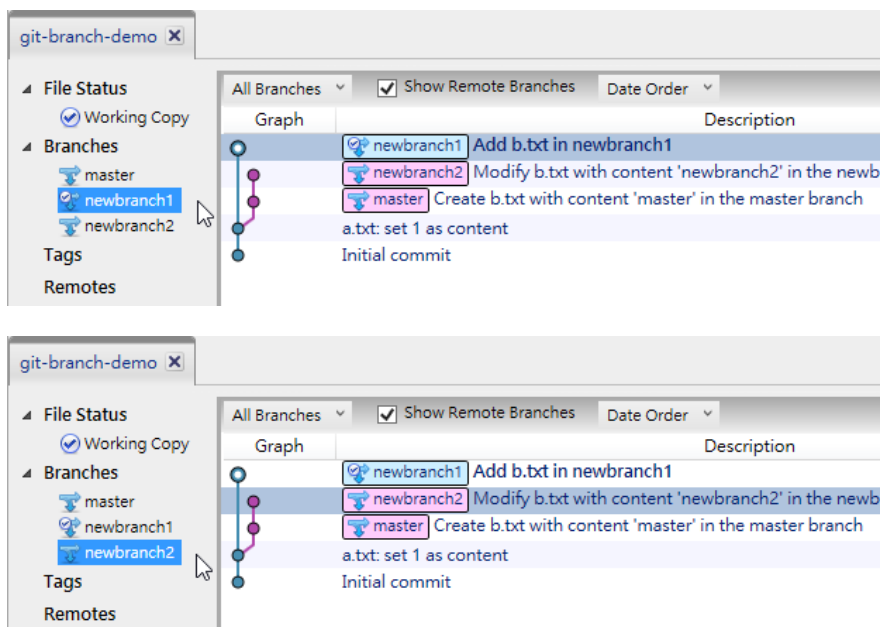 git-branch-demo
File Status
All Branches Show Remote Branches Date Order
Working Copy
Graph Description
Branches
newbranch1 Add b.txt in newbranch1
master
newbranch2 Modify b.txt with content 'newbranch2' in the newb
newbranch1
master Create b.txt with content 'master' in the master branch
newbranch2
a.txt: set 1 as content
Tags
Initial commit
Remotes
git-branch-demo
File Status
All Branches Show Remote Branches Date Order
Working Copy
Graph Description
Branches
newbranch1 Add b.txt in newbranch1
master
newbranch2 Modify b.txt with content 'newbranch2' in the newb
newbranch1
master Create b.txt with content 'master' in the master branch
newbranch2
a.txt: set 1 as content
Tags
Initial commit
Remotes